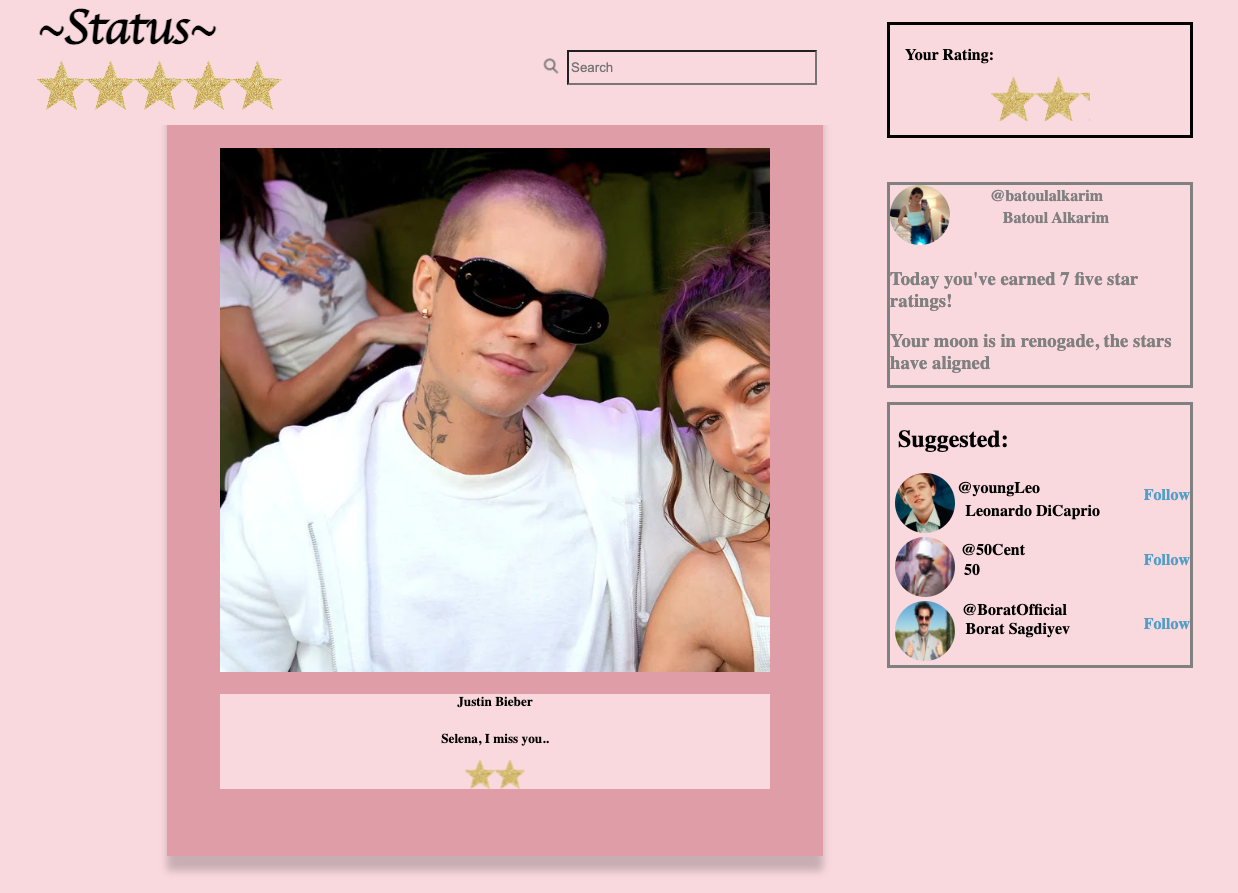 ~Status~
Search
Justin Bieber
Selena, I miss you..
Your Rating:
@batoulalkarim
Batoul Alkarim
Today you've earned 7 five star
ratings!
Your moon is in renogade, the stars
have aligned
Suggested:
@youngLeo
Leonardo DiCaprio
Follow
@50Cent
50
Follow
@BoratOfficial
Borat Sagdiyev
Follow